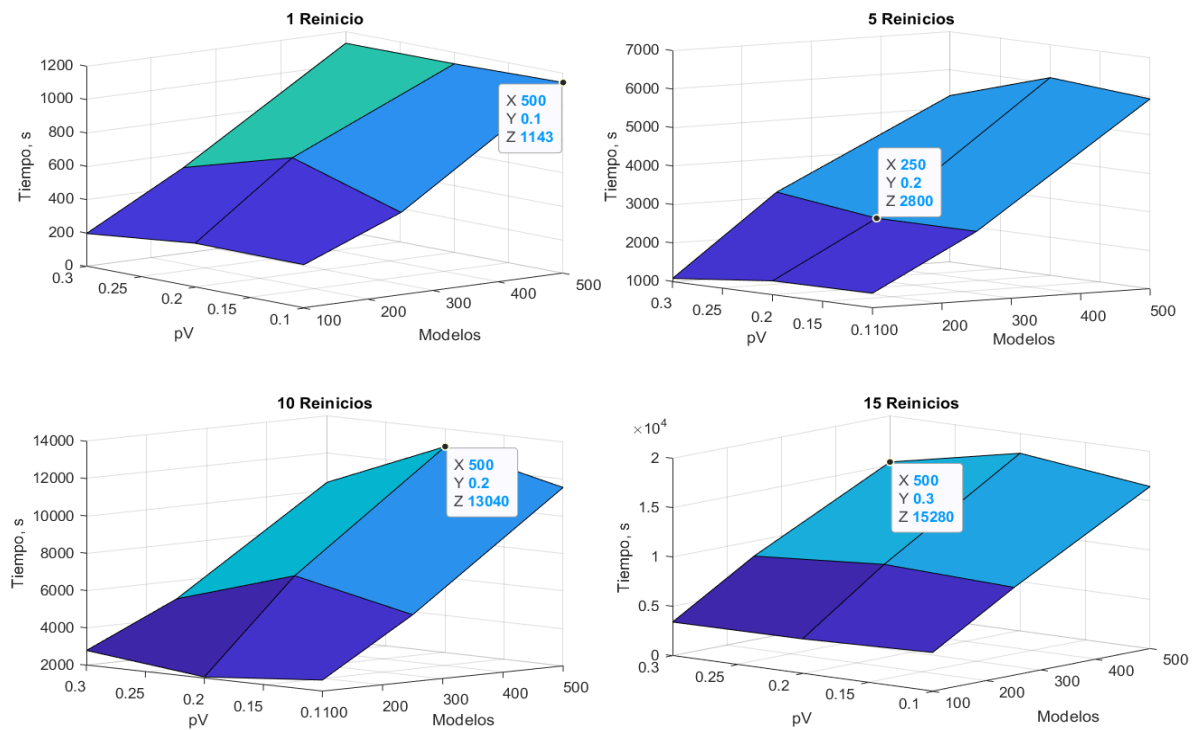 1 Reinicio
1200
1000
800
600
400
200
0
Tiempo, s
0.3
0.25
0.2
0.15
0.1
pV
100
200
300
400
500
Modelos
X 500
Y 0.1
Z 1143
5 Reinicios
7000
6000
5000
4000
3000
2000
1000
Tiempo, s
0.3
0.25
0.2
0.15
0.1
pV
100
200
300
400
500
Modelos
X 250
Y 0.2
Z 2800
10 Reinicios
14000
12000
10000
8000
6000
4000
2000
Tiempo, s
0.3
0.25
0.2
0.15
0.1
pV
100
200
300
400
500
Modelos
X 500
Y 0.2
Z 13040
15 Reinicios
×10⁴
2
1.5
1
0.5
0
Tiempo, s
0.3
0.25
0.2
0.15
0.1
pV
100
200
300
400
500
Modelos
X 500
Y 0.3
Z 15280